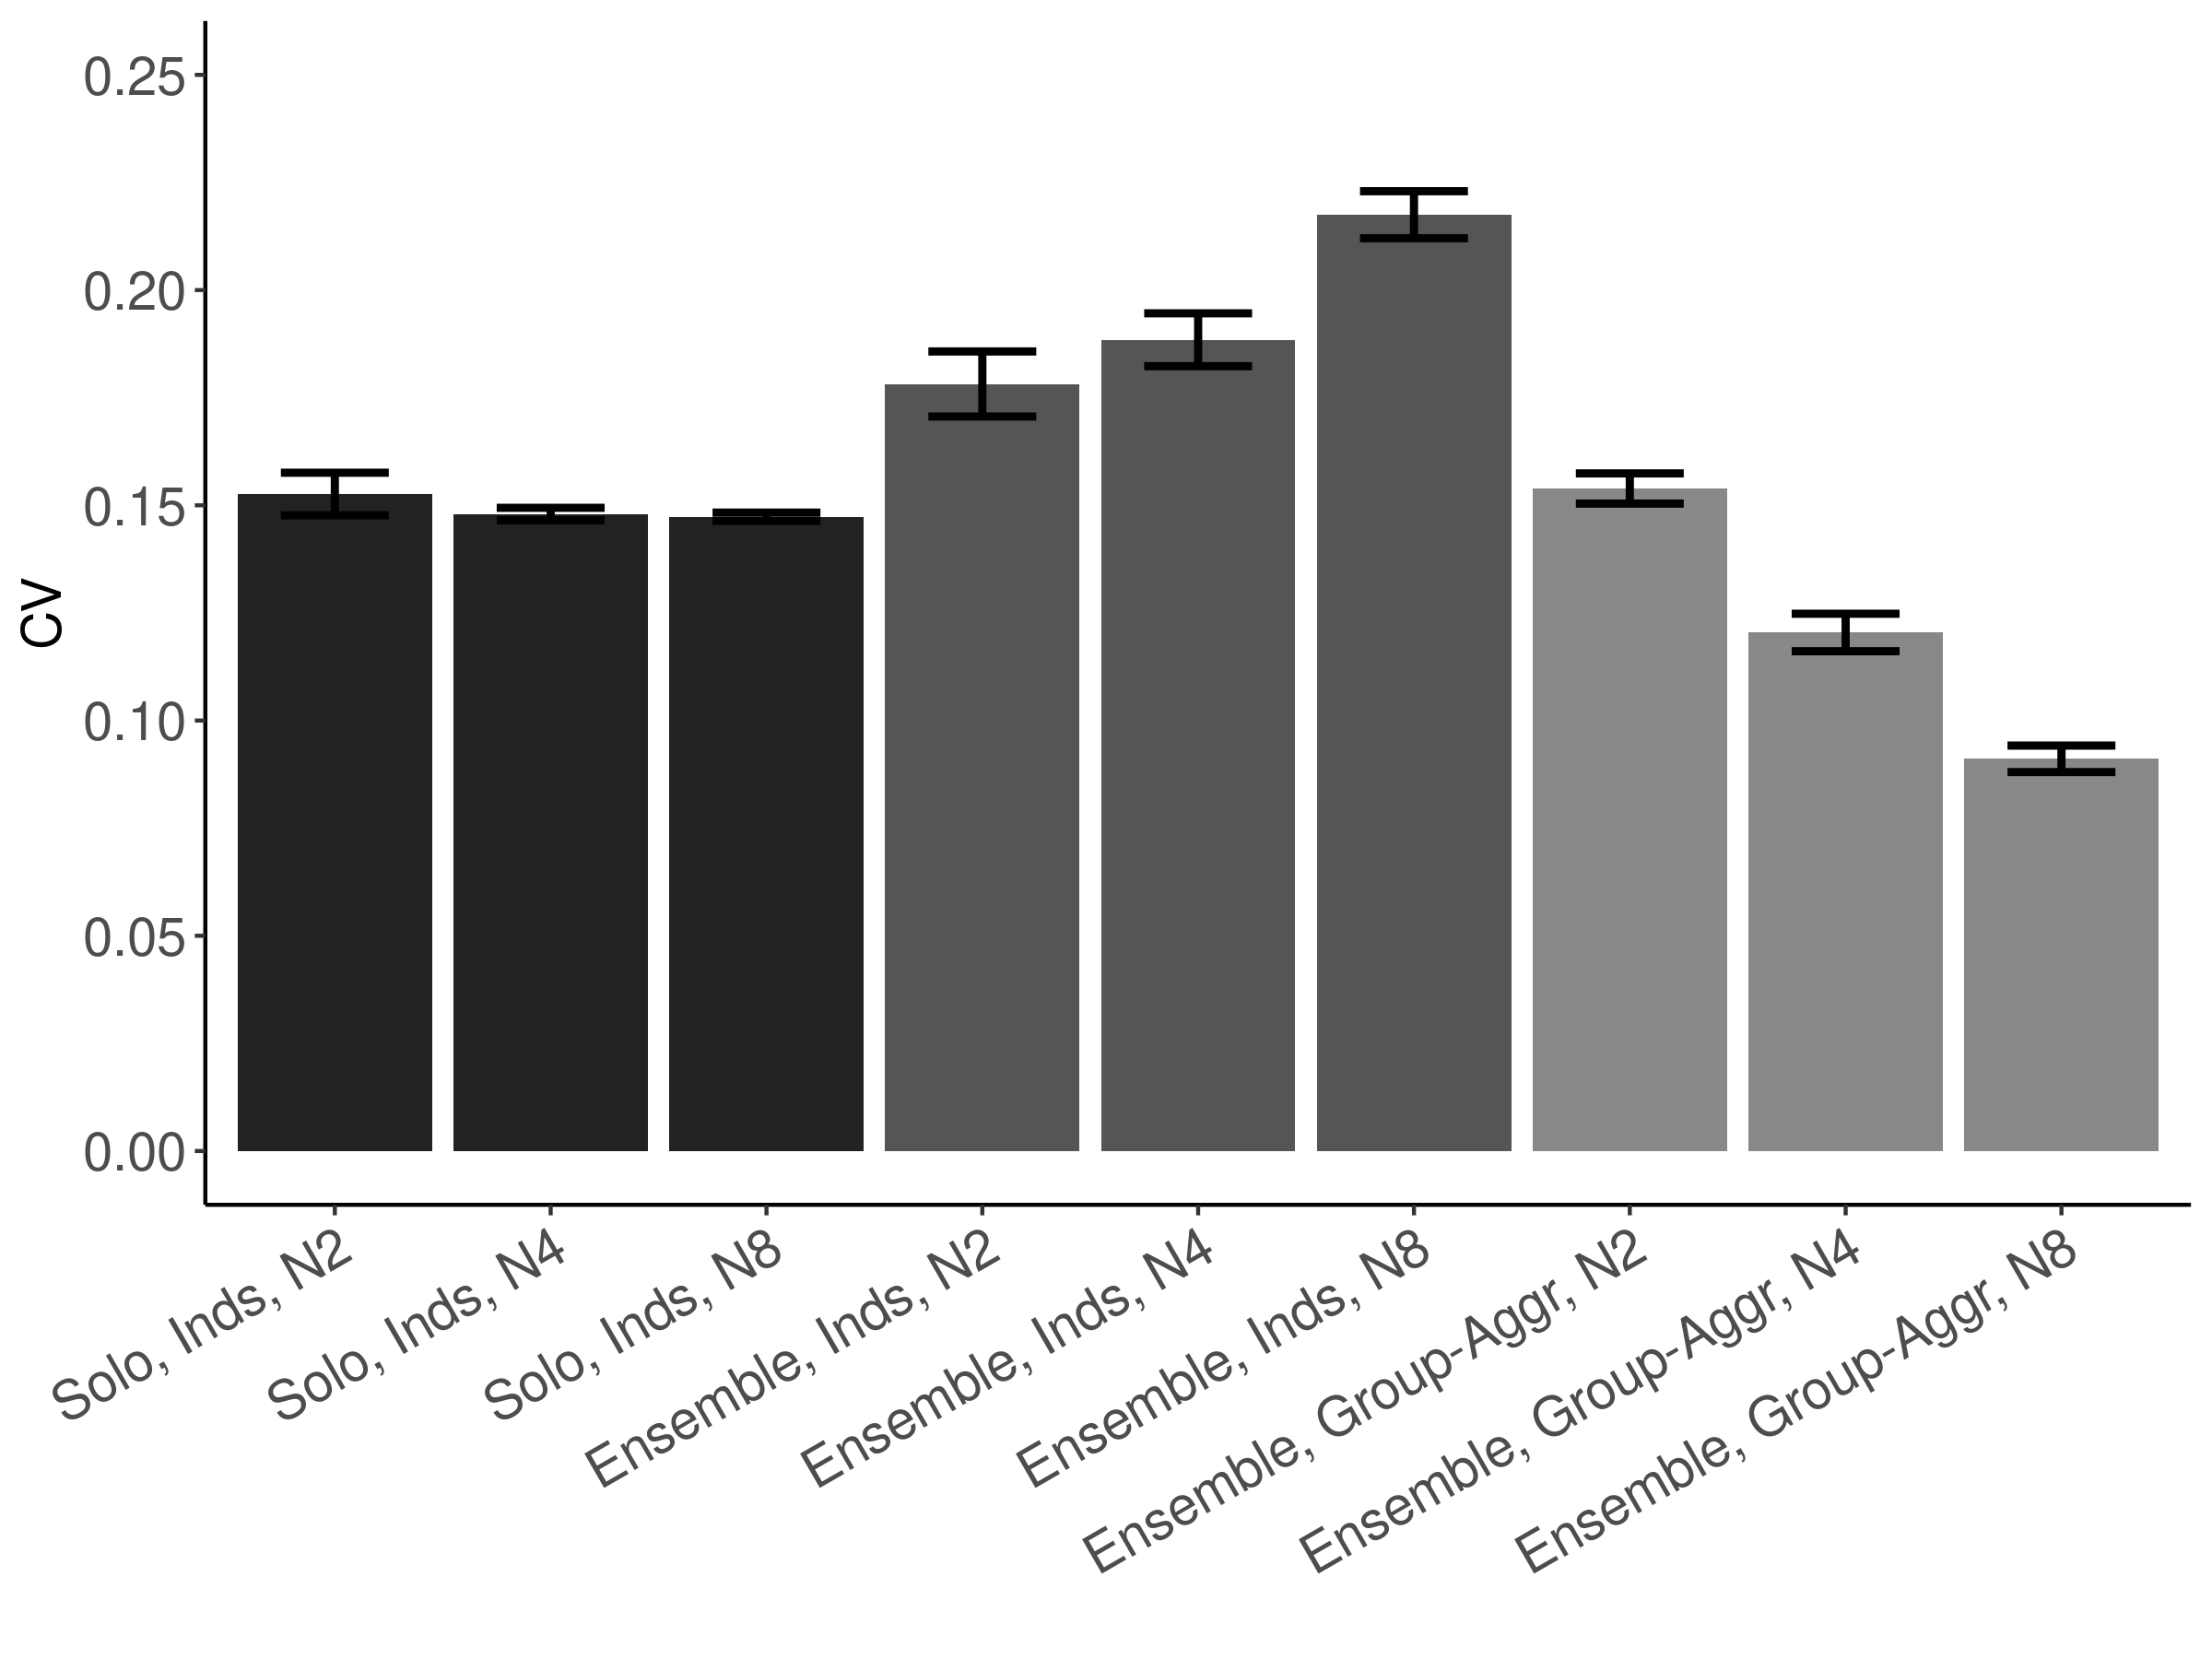 CV
0.25
0.20
0.15
0.10
0.05
0.00
Solo, Inds, N2
Solo, Inds, N4
Solo, Inds, N8
Ensemble, Inds, N2
Ensemble, Inds, N4
Ensemble, Inds, N8
Ensemble, Group-Aggr, N2
Ensemble, Group-Aggr, N4
Ensemble, Group-Aggr, N8